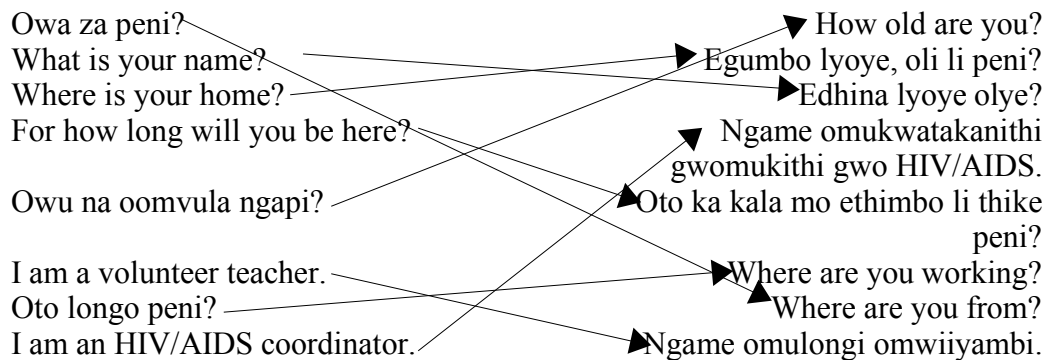 Owa za peni? How old are you?
What is your name? Egumbo lyoye, oli li peni?
Where is your home? Edhina lyoye olye?
For how long will you be here? Ngame omukwatakanithi
gwomukithi gwo HIV/AIDS.
Owu na oomvula ngapi? Oto ka kala mo ethimbo li thike
peni?
I am a volunteer teacher. Where are you working?
Oto longo peni? Where are you from?
I am an HIV/AIDS coordinator. Ngame omulongi omwiiyambi.